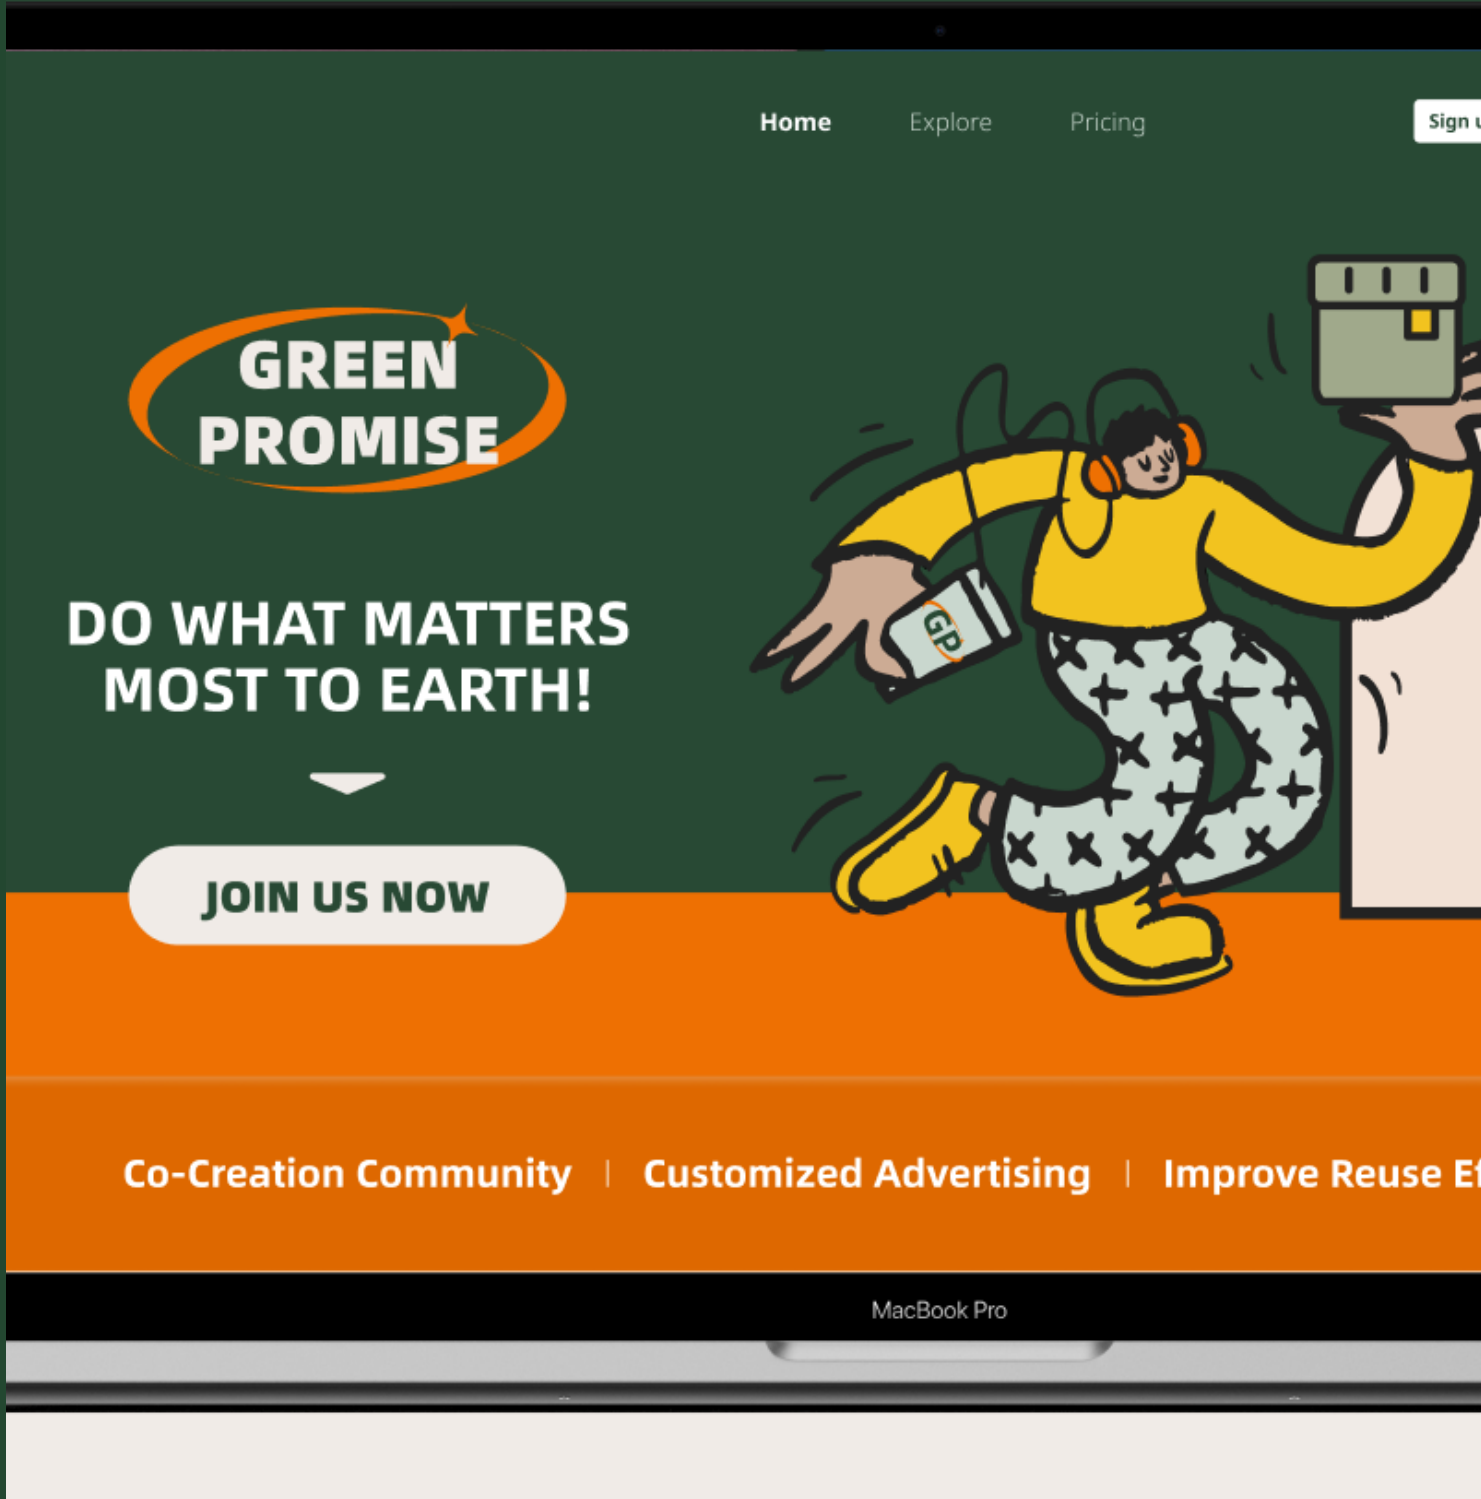 Home Explore Pricing Sign
GREEN
PROMISE
DO WHAT MATTERS
MOST TO EARTH!
GP
JOIN US NOW
Co-Creation Community | Customized Advertising | Improve Reuse
MacBook Pro